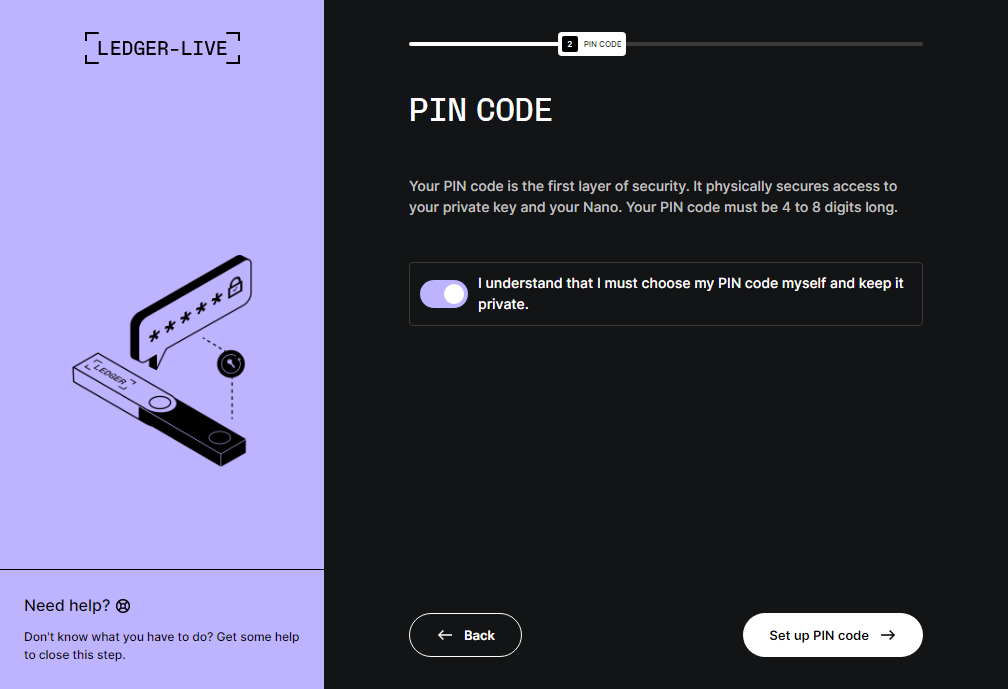 LEDGER-LIVE
2 PIN CODE
PIN CODE
Your PIN code is the first layer of security. It physically secures access to
your private key and your Nano. Your PIN code must be 4 to 8 digits long.
I understand that I must choose my PIN code myself and keep it
private.
*****
LEDGER
Need help?
Don't know what you have to do? Get some help
to close this step.
Back
Set up PIN code